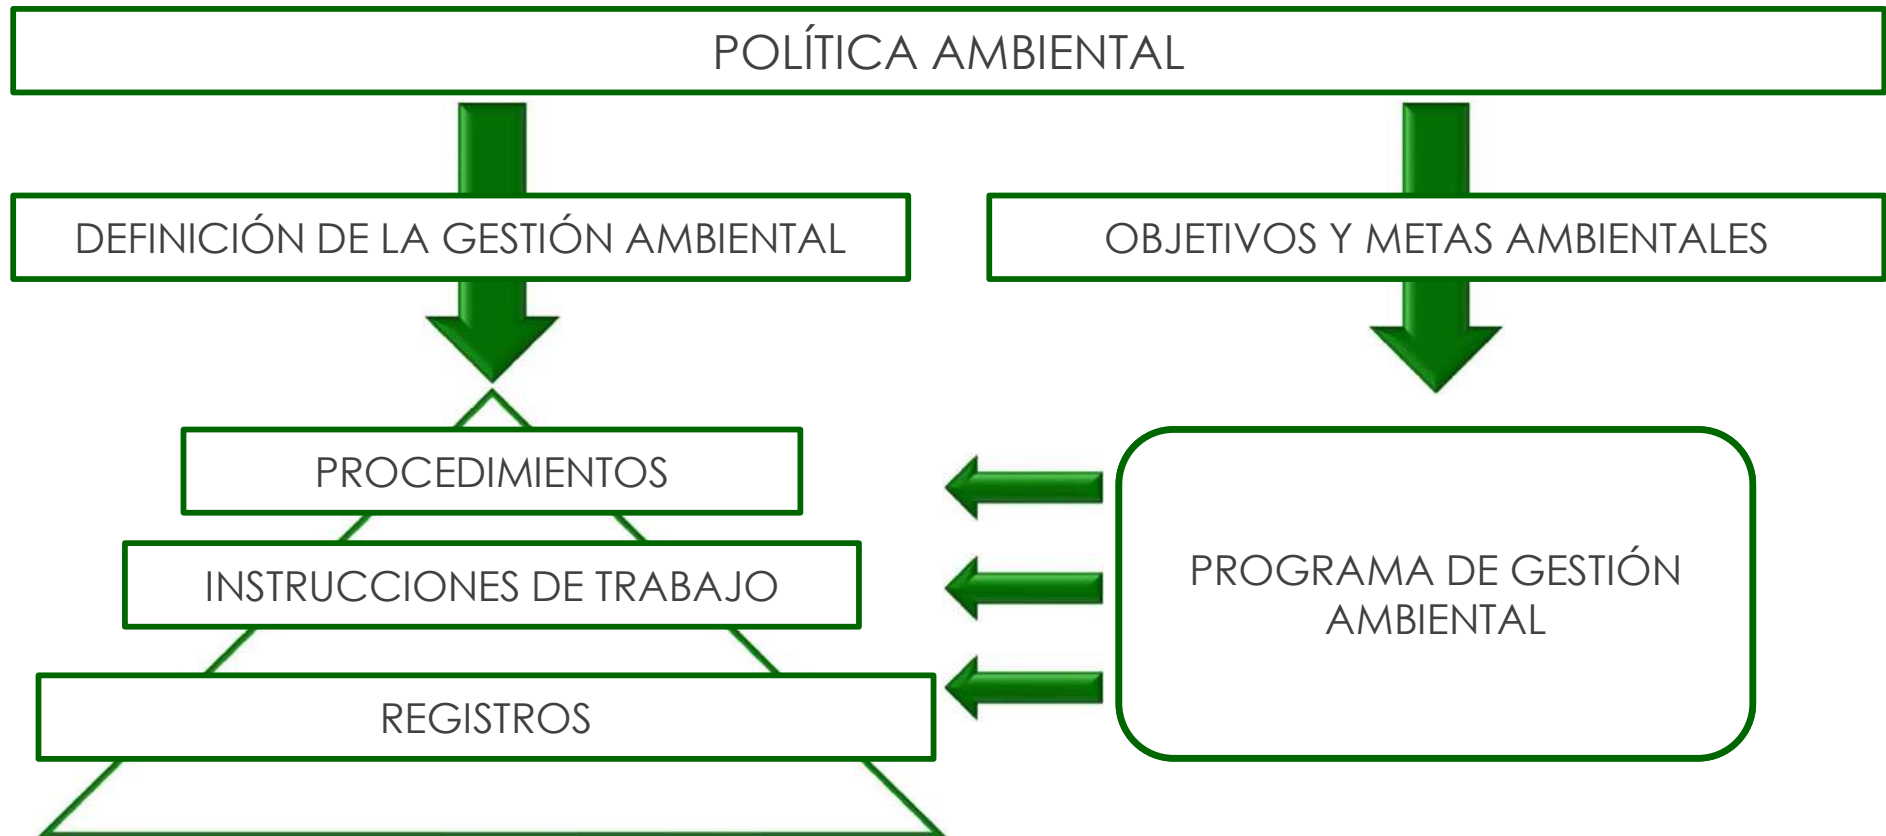 POLÍTICA AMBIENTAL
DEFINICIÓN DE LA GESTIÓN AMBIENTAL
OBJETIVOS Y METAS AMBIENTALES
PROCEDIMIENTOS
INSTRUCCIONES DE TRABAJO
REGISTROS
PROGRAMA DE GESTIÓN
AMBIENTAL